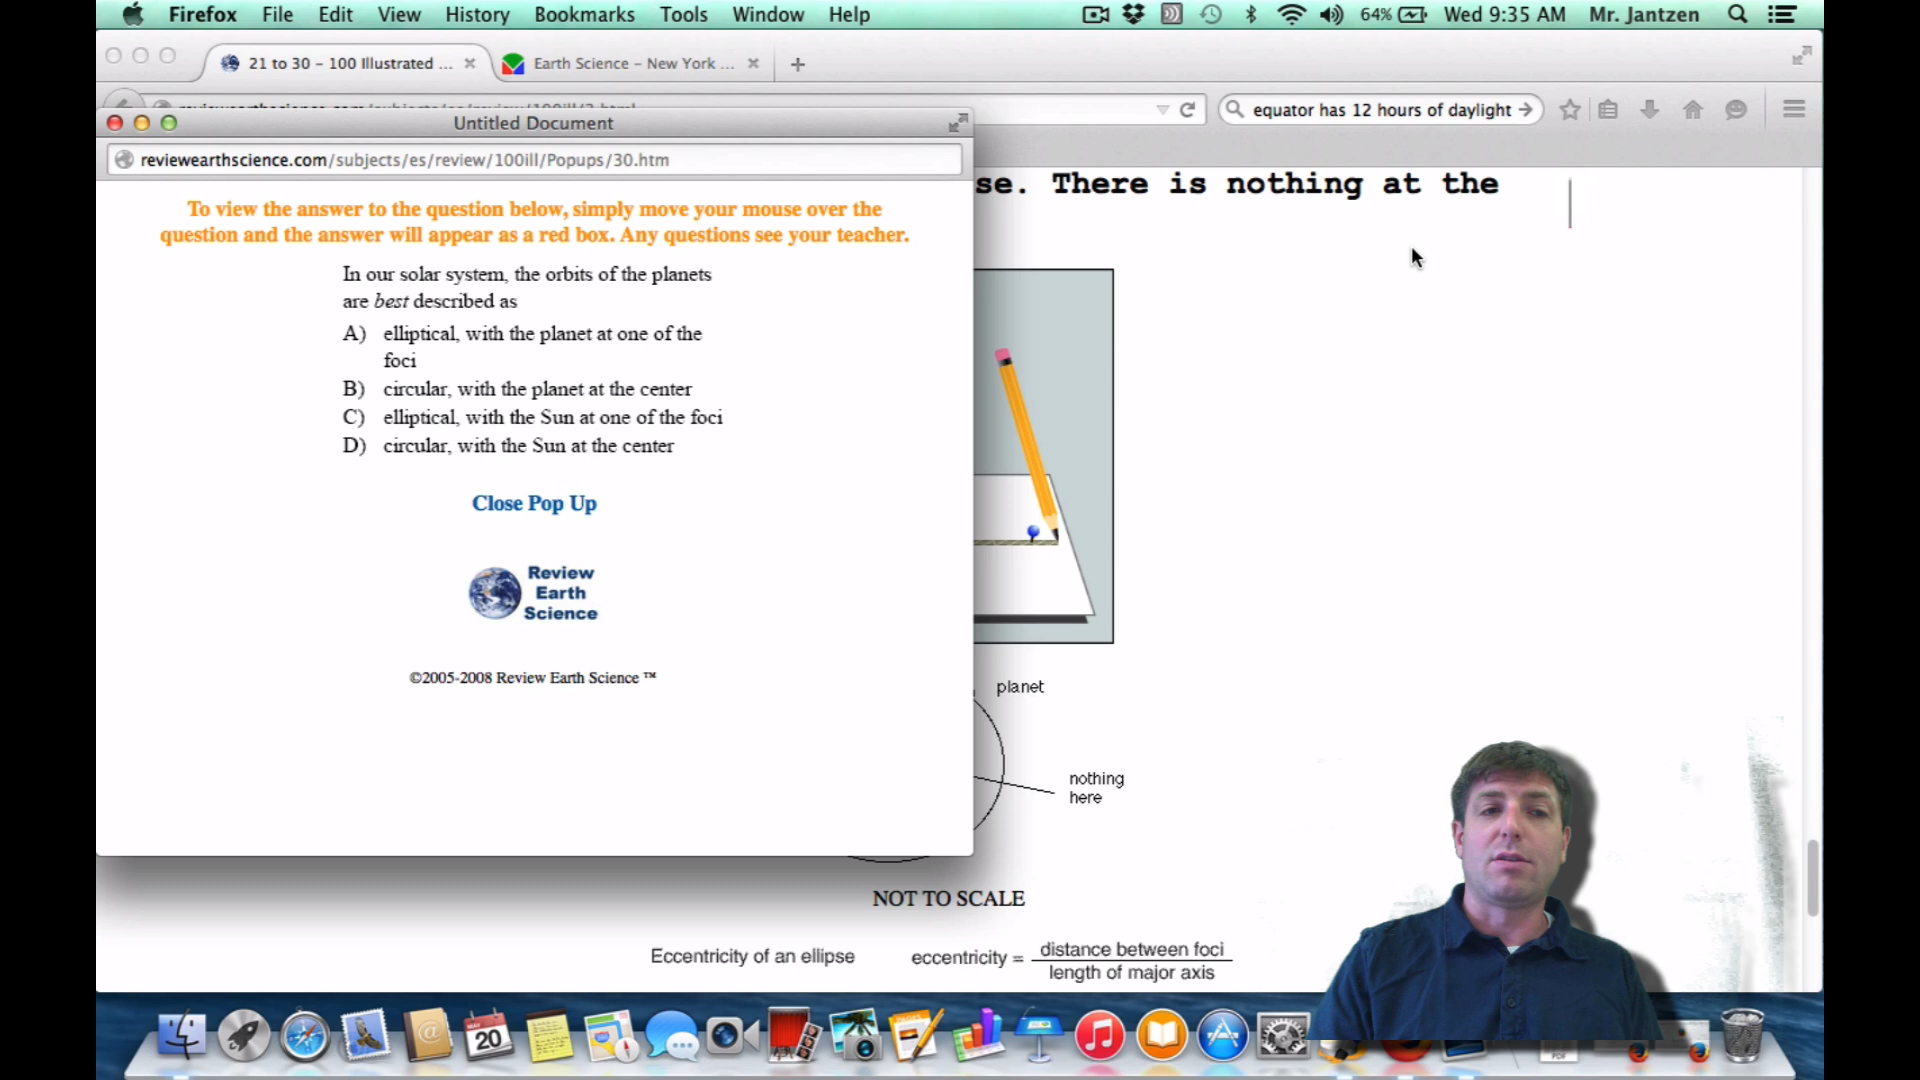 Firefox File Edit View History Bookmarks Tools Window Help 64% Wed 9:35 AM Mr. Jantzen
21 to 30 – 100 Illustrated ... Earth Science – New York ...
equator has 12 hours of daylight
Untitled Document
reviewearthscience.com/subjects/es/review/100ill/Popups/30.htm
To view the answer to the question below, simply move your mouse over the
question and the answer will appear as a red box. Any questions see your teacher.
In our solar system, the orbits of the planets
are best described as
A) elliptical, with the planet at one of the
foci
B) circular, with the planet at the center
C) elliptical, with the Sun at one of the foci
D) circular, with the Sun at the center
Close Pop Up
Review
Earth
Science
©2005-2008 Review Earth Science ™
se. There is nothing at the
planet
nothing
here
NOT TO SCALE
Eccentricity of an ellipse
eccentricity = distance between foci
length of major axis
MAY
20
PAGES
PDF